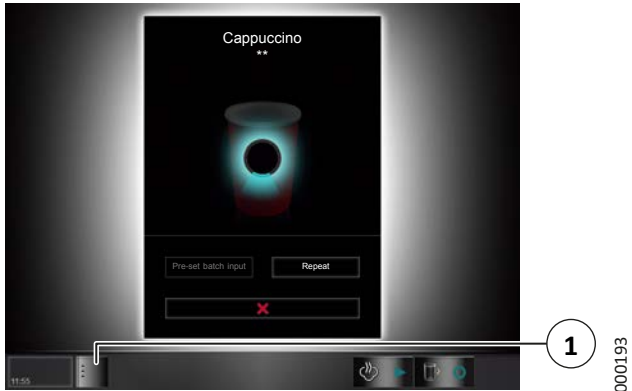 Cappuccino
**
Pre-set batch input
Repeat
1
11:55
000193